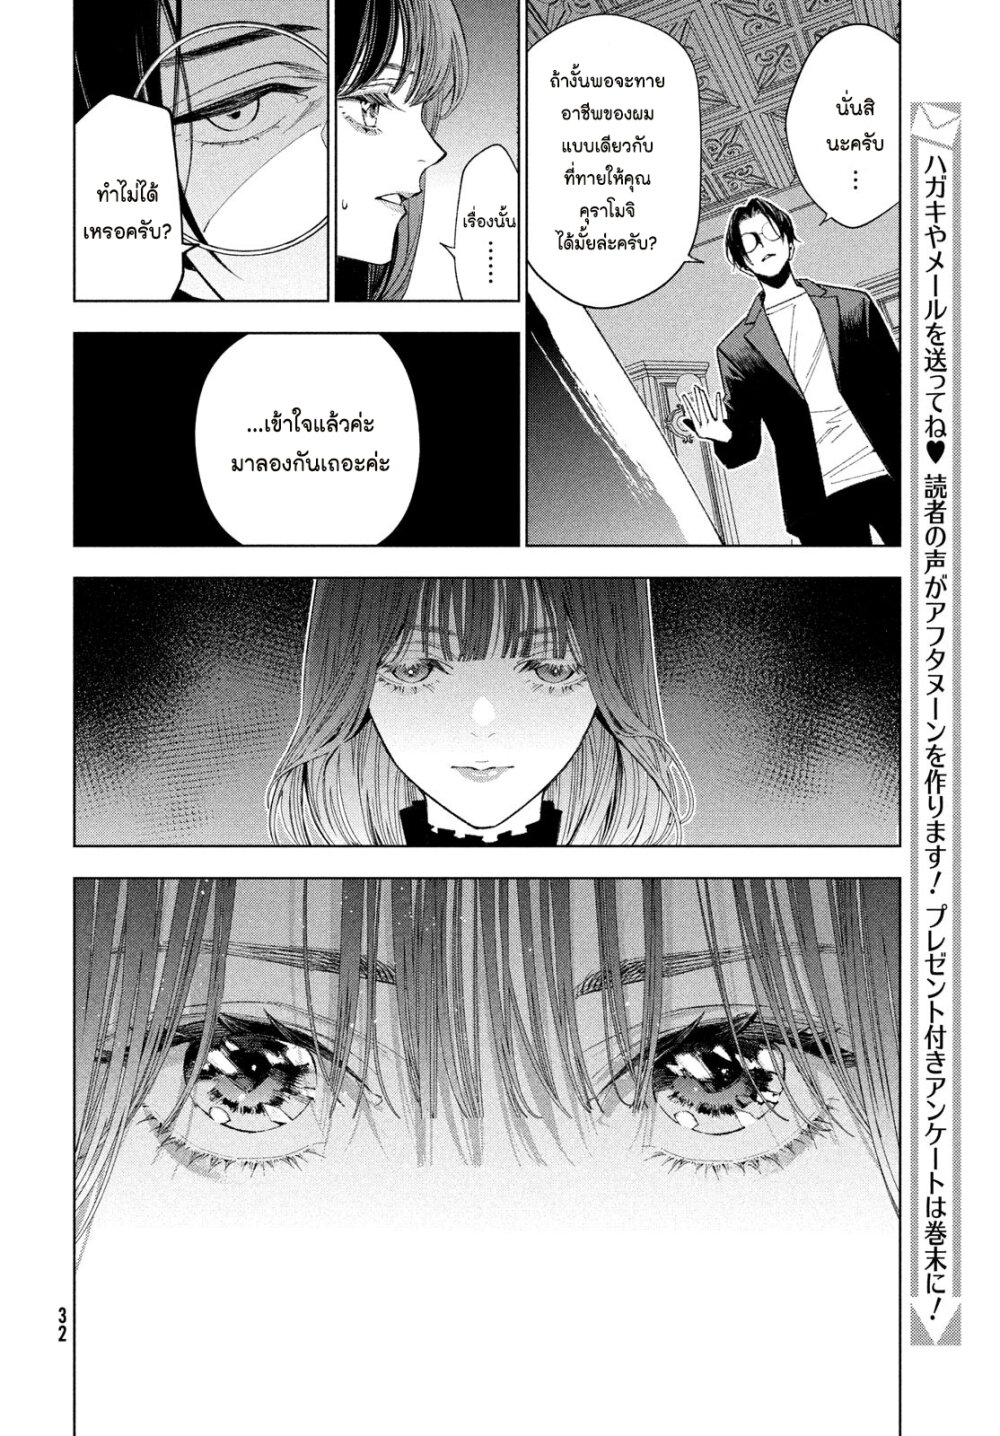 นั่นสิ
นะครับ
...
ถ้างั้นพอจะทาย
อาชีพของผม
แบบเดียวกับ
ที่ทายให้คุณ
คุราโมจิ
ได้มั้ยล่ะครับ?
เรื่องนั้น
......
ทำไม่ได้
เหรอครับ?
...เข้าใจแล้วค่ะ
มาลองกันเถอะค่ะ
ハガキやメールを送ってね♥ 読者の声がアフタヌーンを作ります! プレゼント付きアンケートは巻末に!
32